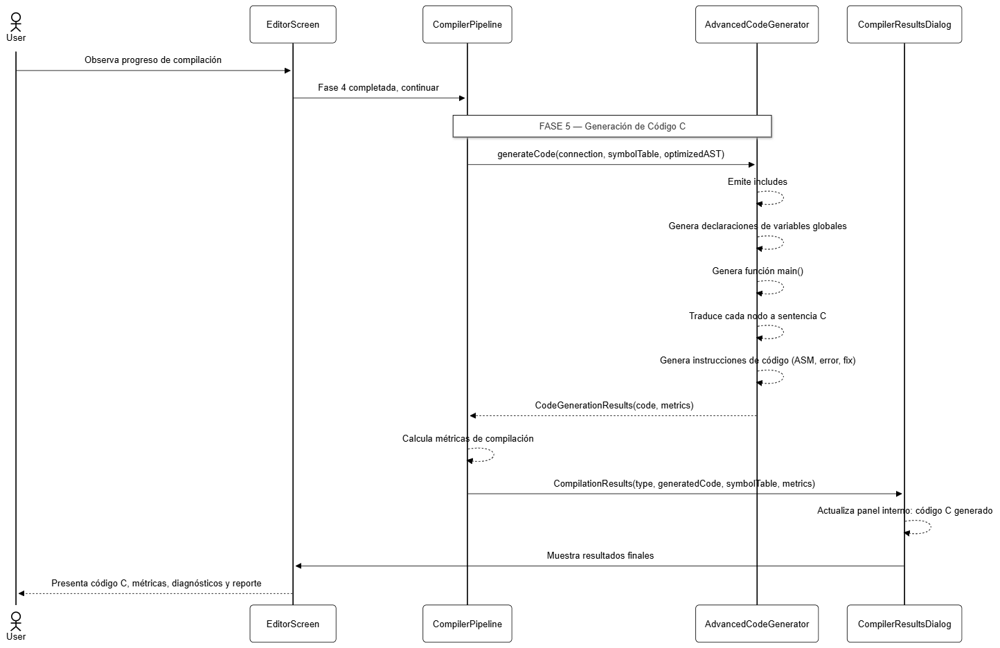 User
EditorScreen
CompilerPipeline
AdvancedCodeGenerator
CompilerResultsDialog
Observa progreso de compilación
Fase 4 completada, continuar
FASE 5 — Generación de Código C
generateCode(connection, symbolTable, optimizedAST)
Emite includes
Genera declaraciones de variables globales
Genera función main()
Traduce cada nodo a sentencia C
Genera instrucciones de código (ASM, error, fix)
CodeGenerationResults(code, metrics)
Calcula métricas de compilación
CompilationResults(type, generatedCode, symbolTable, metrics)
Actualiza panel interno: código C generado
Muestra resultados finales
Presenta código C, métricas, diagnósticos y reporte
User
EditorScreen
CompilerPipeline
AdvancedCodeGenerator
CompilerResultsDialog